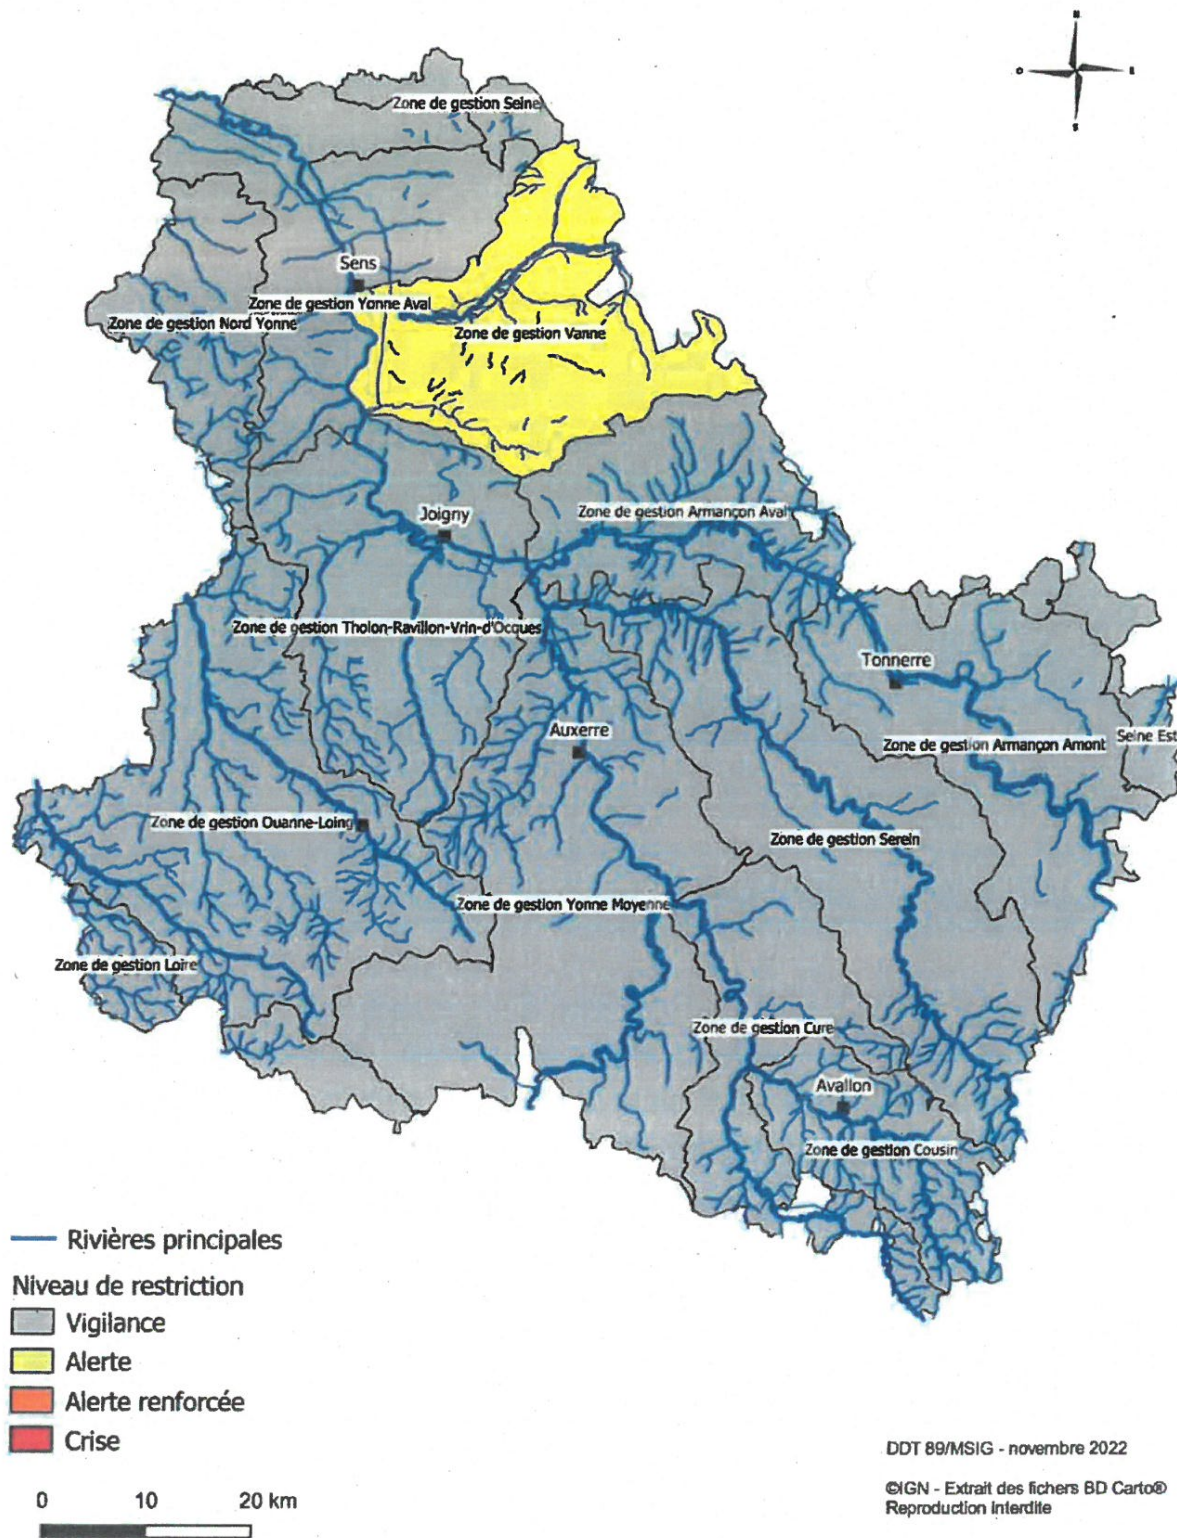 N
O
E
S
Zone de gestion Seine
Sens
Zone de gestion Yonne Aval
Zone de gestion Nord Yonne
Zone de gestion Vanne
Zone de gestion Armançon Aval
Joigny
Zone de gestion Tholon-Ravillon-Vrin-d'Ocques
Tonnerre
Auxerre
Seine Est
Zone de gestion Armançon Amont
Zone de gestion Ouanne-Loing
Zone de gestion Serein
Zone de gestion Yonne Moyenne
Zone de gestion Loire
Zone de gestion Cure
Avallon
Zone de gestion Cousin
Rivières principales
Niveau de restriction
Vigilance
Alerte
Alerte renforcée
Crise
0 10 20 km
DDT 89/MSIG - novembre 2022
©IGN - Extrait des fichers BD Carto®
Reproduction interdite